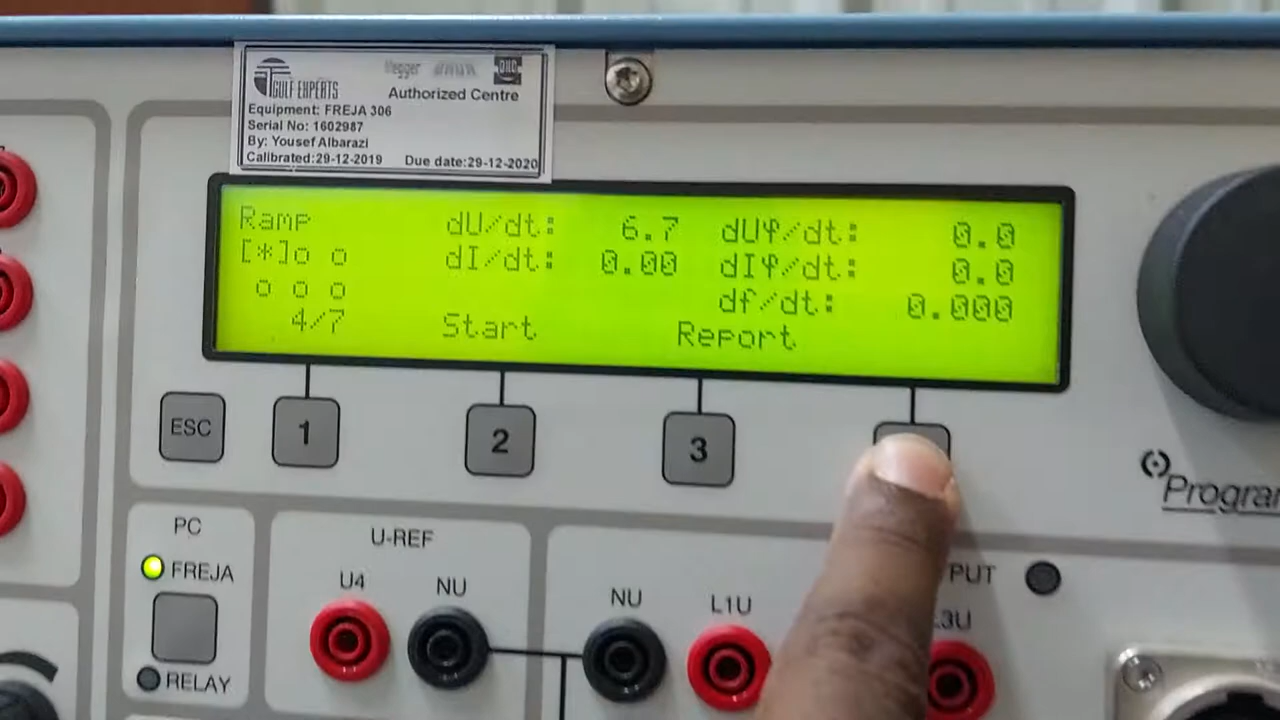 GULF EXPERTS
Megger
Authorized Centre
Equipment: FREJA 306
Serial No: 1602987
By: Yousef Albarazi
Calibrated:29-12-2019 Due date:29-12-2020
Ramp dU/dt: 6.7 dUφ/dt: 0.0
[*]o o dI/dt: 0.00 dIφ/dt: 0.0
o o o df/dt: 0.000
4/7 Start Report
ESC 1 2 3
Progra
PC
FREJA
RELAY
U-REF
U4 NU
NU L1U L3U
PUT